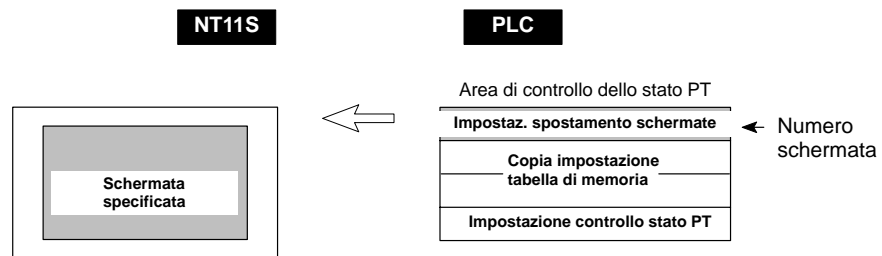 NT11S
PLC
Area di controllo dello stato PT
Impostaz. spostamento schermate
Numero
schermata
Copia impostazione
tabella di memoria
Impostazione controllo stato PT
Schermata
specificata